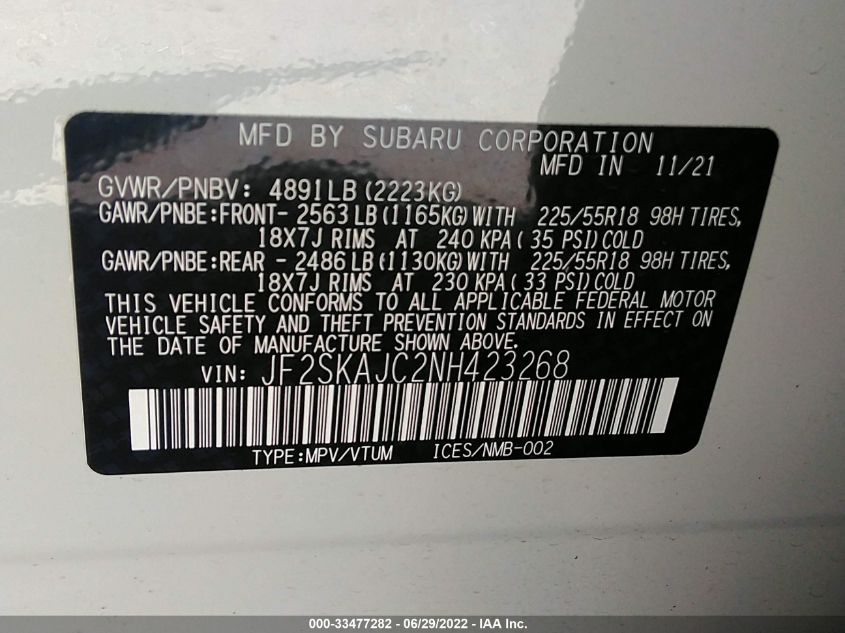 MFD BY SUBARU CORPORATION
MFD IN 11/21
GVWR/PNBV: 4891LB (2223KG)
GAWR/PNBE:FRONT- 2563 LB (1165KG) WITH 225/55R18 98H TIRES,
18X7J RIMS AT 240 KPA ( 35 PSI) COLD
GAWR/PNBE:REAR - 2486 LB (1130KG) WITH 225/55R18 98H TIRES,
18X7J RIMS AT 230 KPA ( 33 PSI) COLD
THIS VEHICLE CONFORMS TO ALL APPLICABLE FEDERAL MOTOR
VEHICLE SAFETY AND THEFT PREVENTION STANDARDS IN EFFECT ON
THE DATE OF MANUFACTURE SHOWN ABOVE.
VIN: JF2SKAJC2NH423268
TYPE:MPV/VTUM ICES/NMB-002
000-33477282 - 06/29/2022 - IAA Inc.